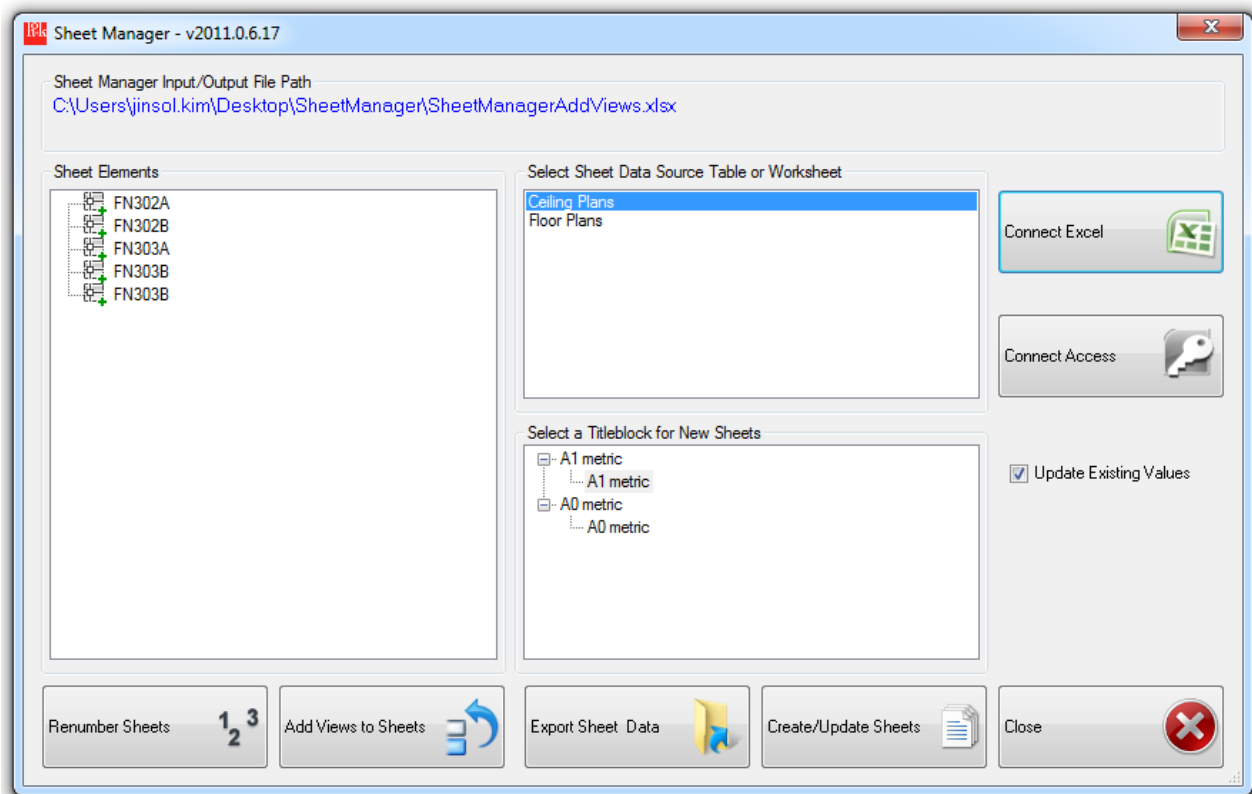 Sheet Manager - v2011.0.6.17
Sheet Manager Input/Output File Path
C:\Users\jinsol.kim\Desktop\SheetManager\SheetManagerAddViews.xlsx
Sheet Elements
FN302A
FN302B
FN303A
FN303B
FN303B
Select Sheet Data Source Table or Worksheet
Ceiling Plans
Floor Plans
Connect Excel
Connect Access
Select a Titleblock for New Sheets
A1 metric
A1 metric
A0 metric
A0 metric
Update Existing Values
Renumber Sheets
1 2 3
Add Views to Sheets
Export Sheet Data
Create/Update Sheets
Close